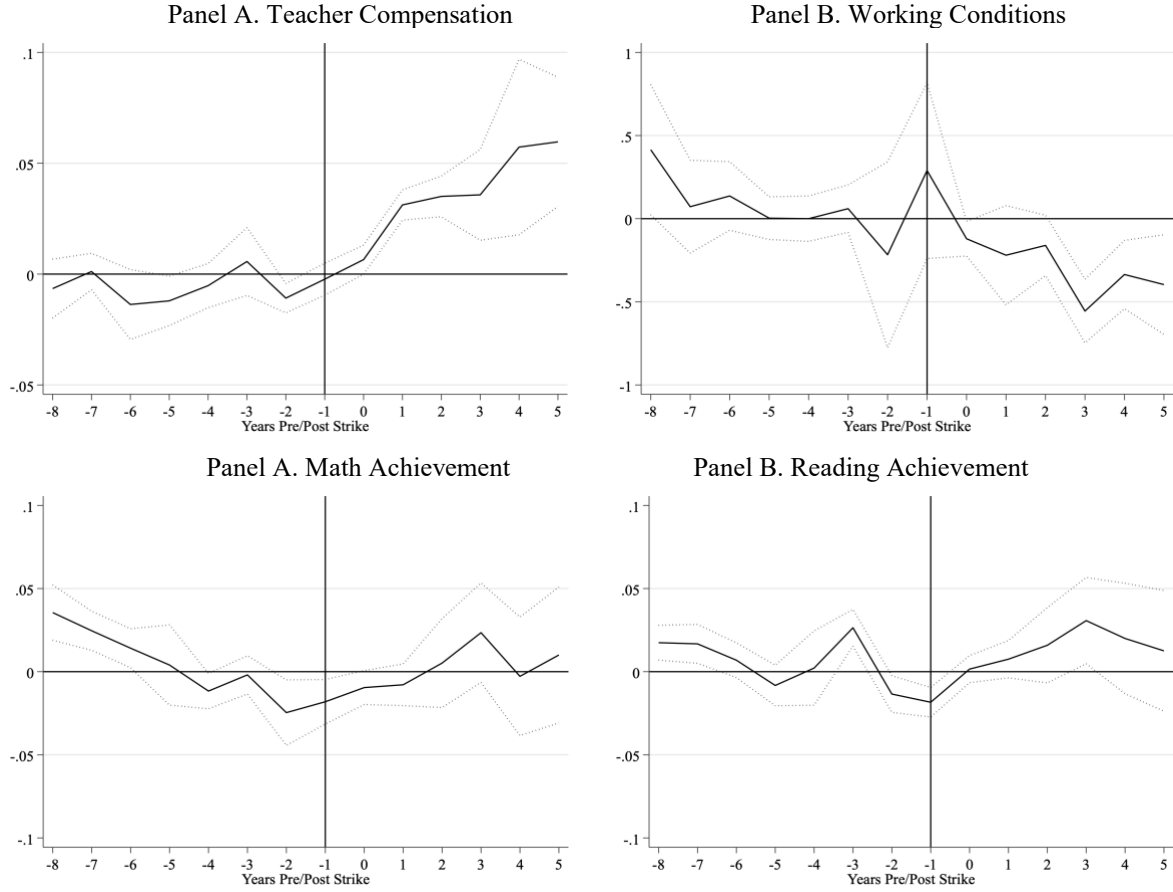 Panel A. Teacher Compensation
.1
.05
0
-.05
-8 -7 -6 -5 -4 -3 -2 -1 0 1 2 3 4 5
Years Pre/Post Strike
Panel B. Working Conditions
1
.5
0
-.5
-1
-8 -7 -6 -5 -4 -3 -2 -1 0 1 2 3 4 5
Years Pre/Post Strike
Panel A. Math Achievement
.1
.05
0
-.05
-.1
-8 -7 -6 -5 -4 -3 -2 -1 0 1 2 3 4 5
Years Pre/Post Strike
Panel B. Reading Achievement
.1
.05
0
-.05
-.1
-8 -7 -6 -5 -4 -3 -2 -1 0 1 2 3 4 5
Years Pre/Post Strike